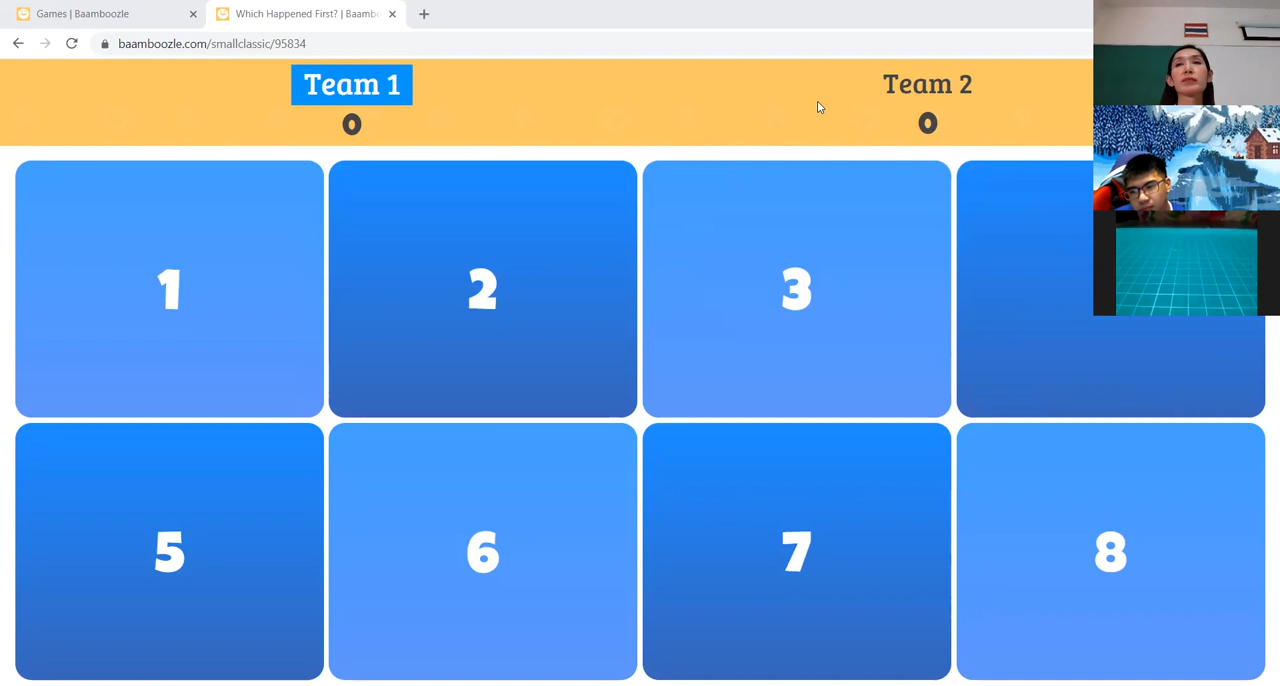 Games | Baamboozle
Which Happened First? | Baambo
baamboozle.com/smallclassic/95834
Team 1
Team 2
0
0
1
2
3
5
6
7
8